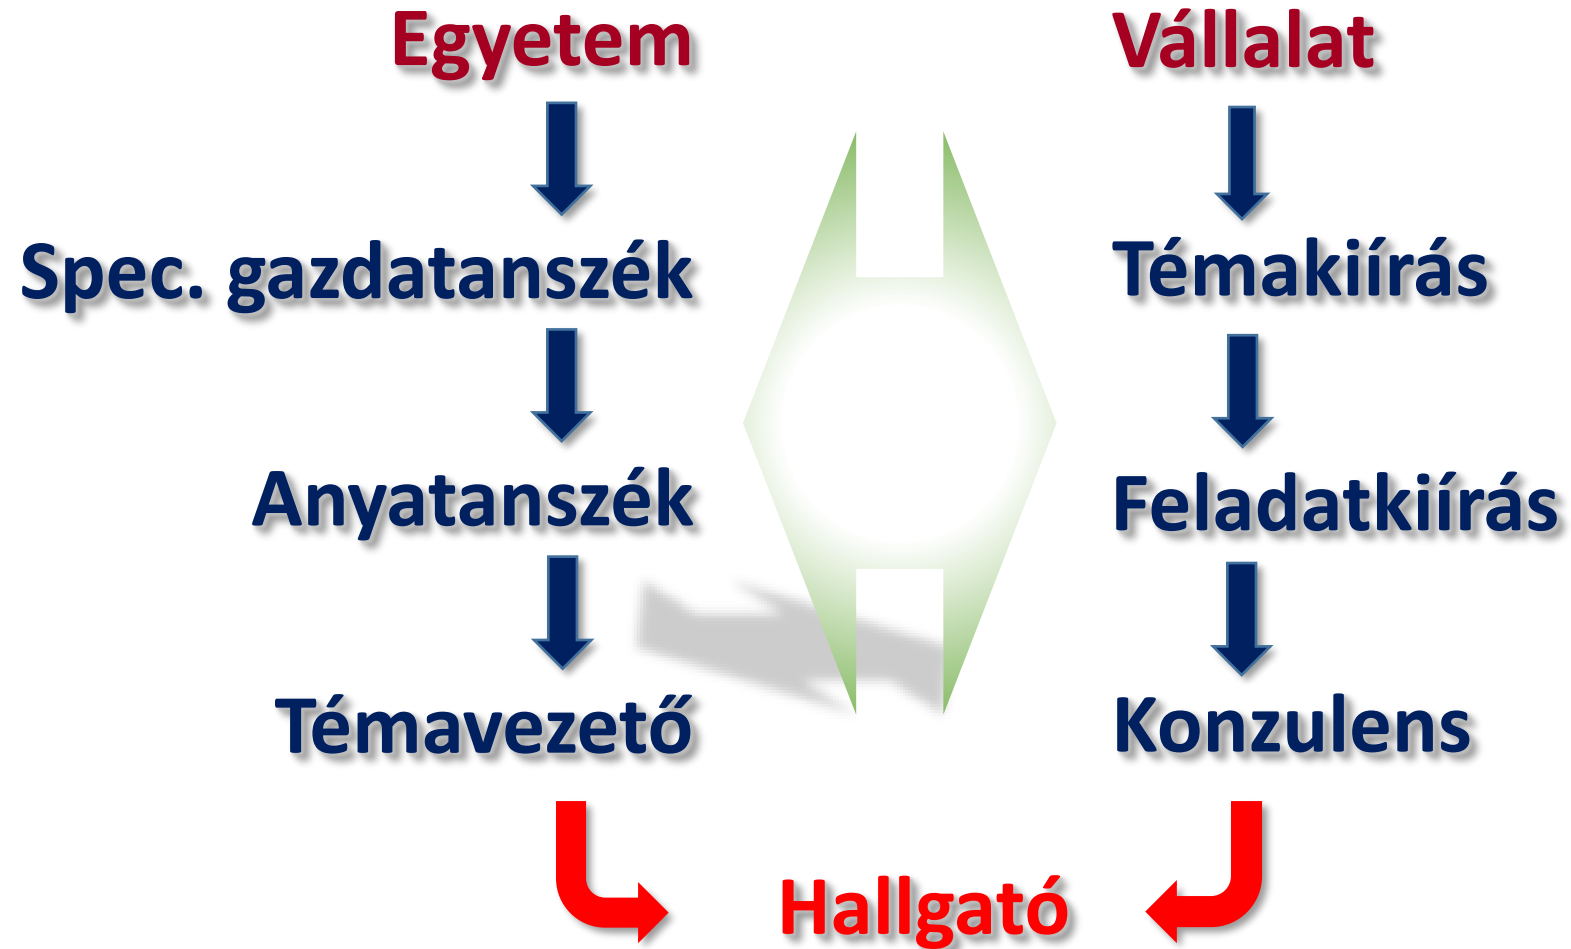 Egyetem
Vállalat
Spec. gazdatanszék
Témakiírás
Anyatanszék
Feladatkiírás
Témavezető
Konzulens
Hallgató